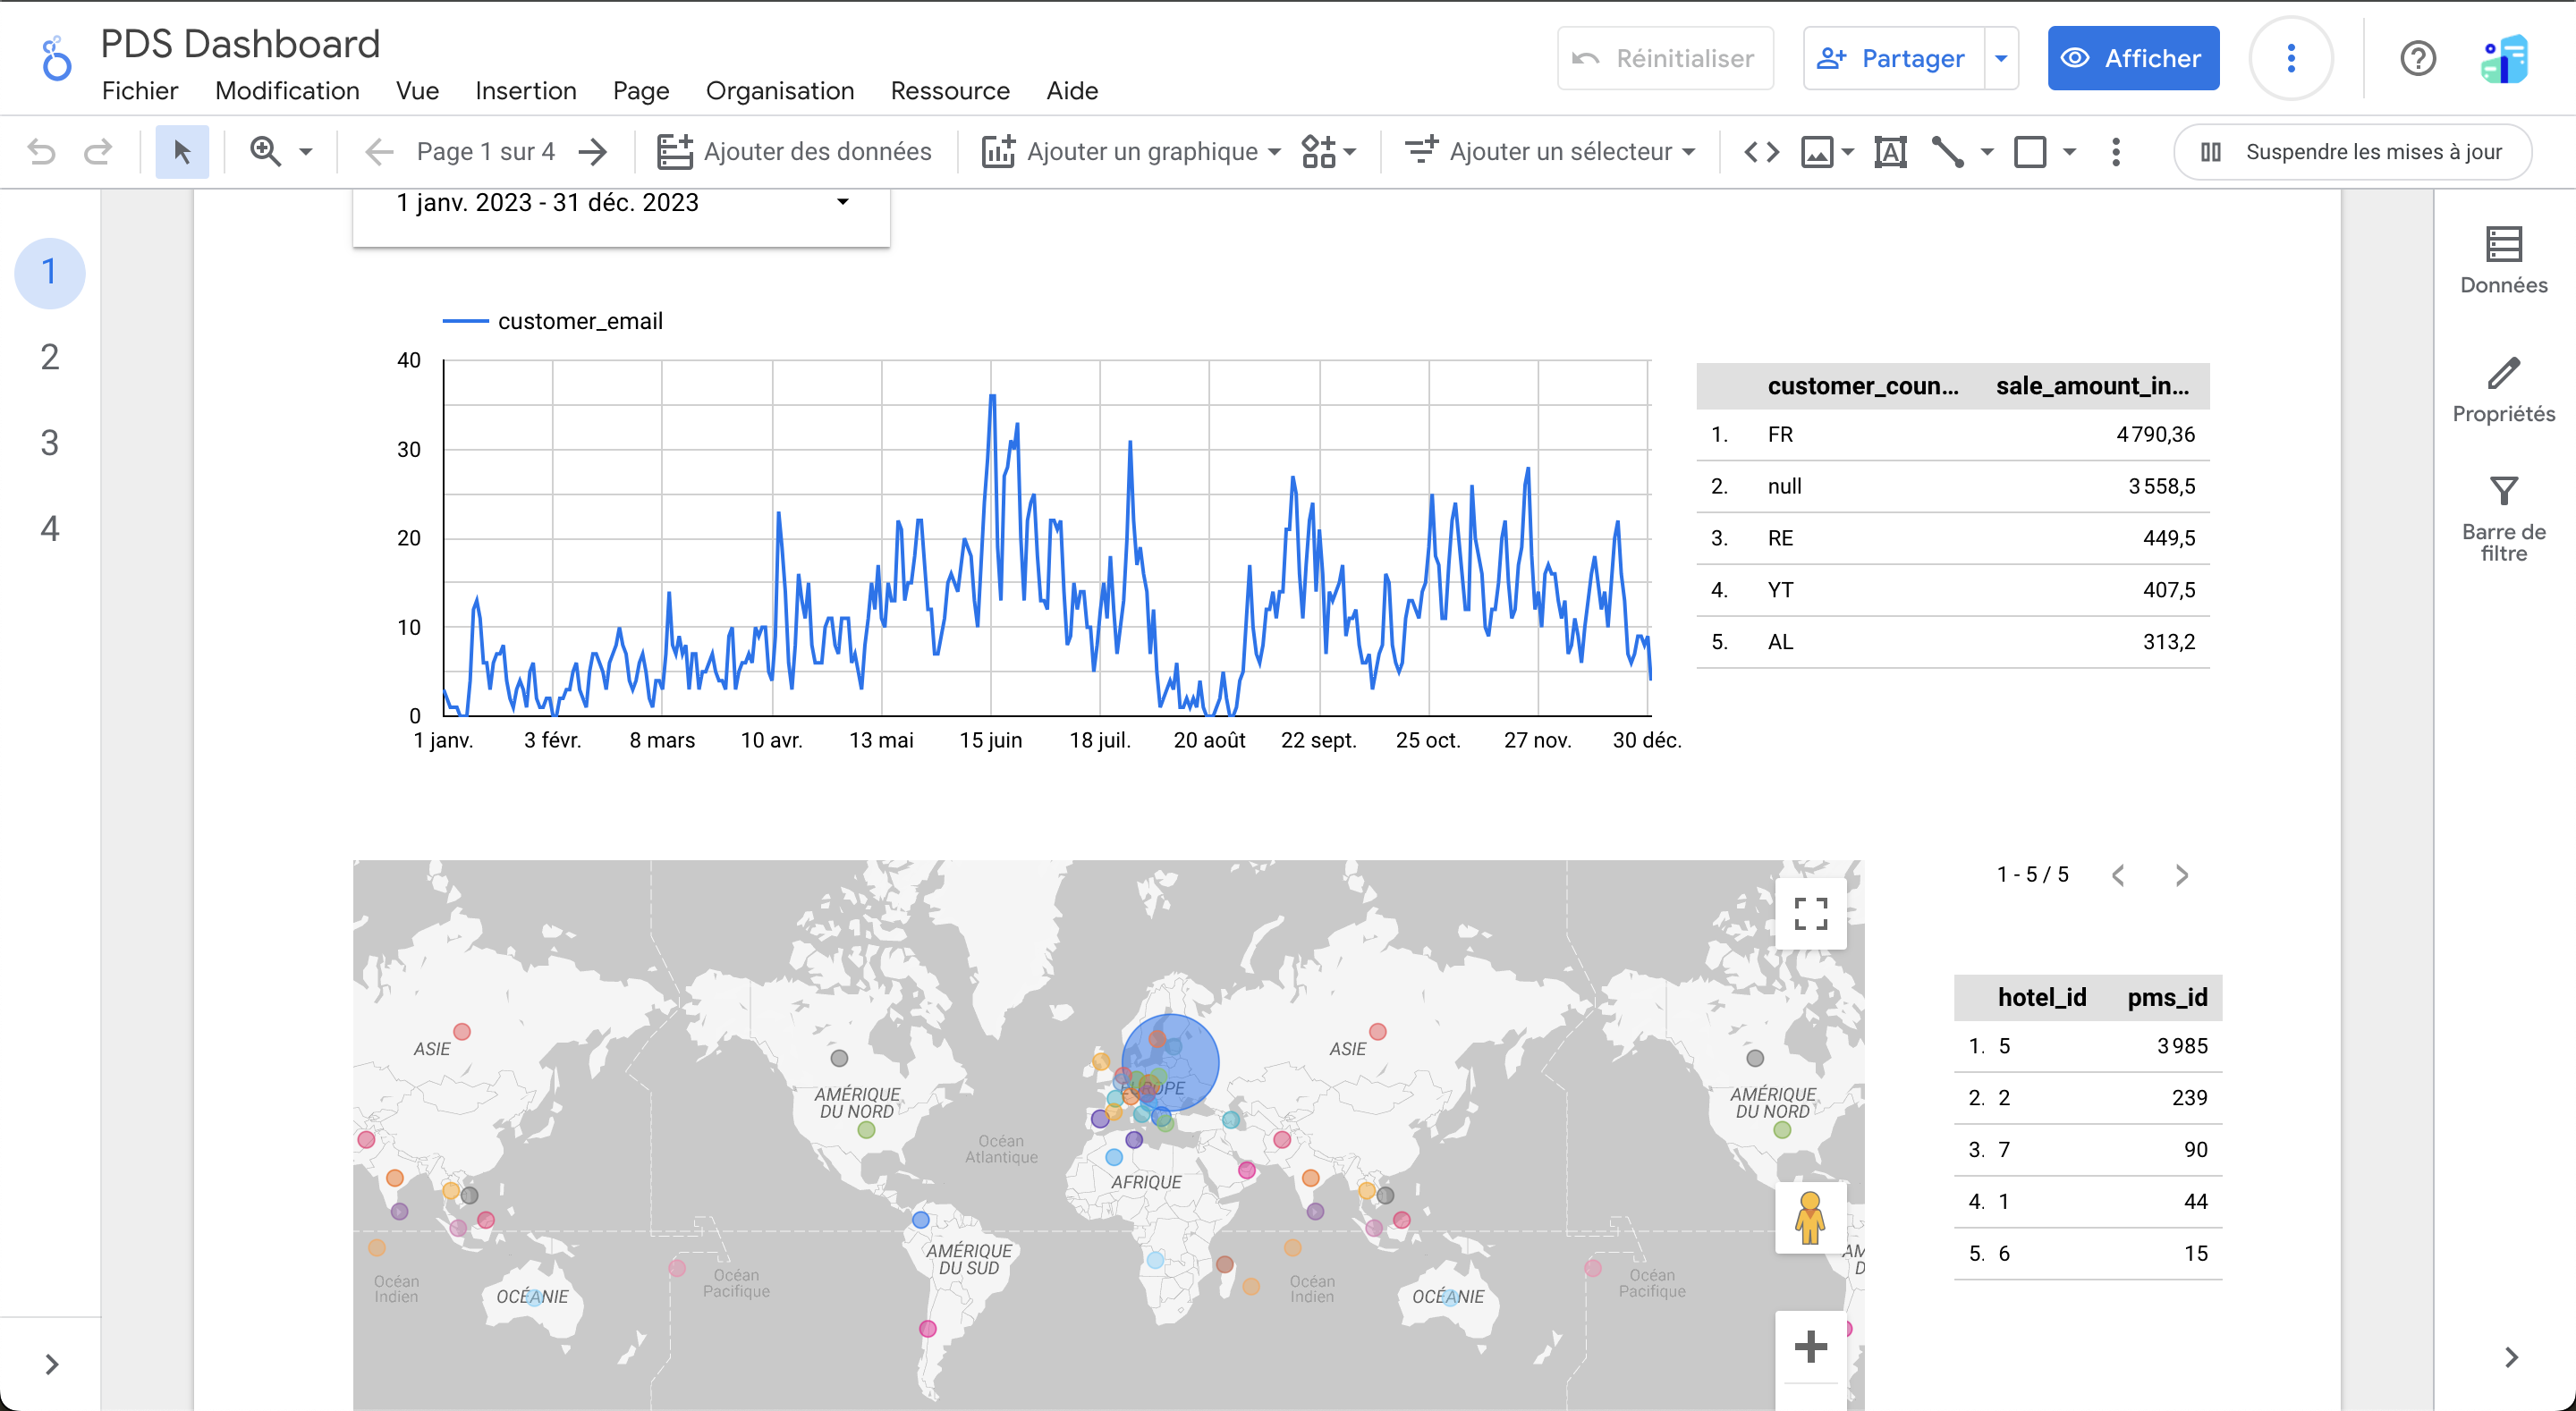 PDS Dashboard
Fichier Modification Vue Insertion Page Organisation Ressource Aide
Réinitialiser
Partager
Afficher
Page 1 sur 4
Ajouter des données
Ajouter un graphique
Ajouter un sélecteur
Suspendre les mises à jour
1
2
3
4
1 janv. 2023 - 31 déc. 2023
customer_email
40
30
20
10
0
1 janv. 3 févr. 8 mars 10 avr. 13 mai 15 juin 18 juil. 20 août 22 sept. 25 oct. 27 nov. 30 déc.
customer_coun... sale_amount_in...
1. FR 4 790,36
2. null 3 558,5
3. RE 449,5
4. YT 407,5
5. AL 313,2
1 - 5 / 5
hotel_id pms_id
1. 5 3 985
2. 2 239
3. 7 90
4. 1 44
5. 6 15
ASIE
AMÉRIQUE
DU NORD
Océan
Atlantique
EUROPE
AFRIQUE
ASIE
AMÉRIQUE
DU NORD
AMÉRIQUE
DU SUD
Océan
Indien
OCÉANIE
Océan
Pacifique
Océan
Indien
OCÉANIE
Océan
Pacifique
AM
D
Données
Propriétés
Barre de
filtre